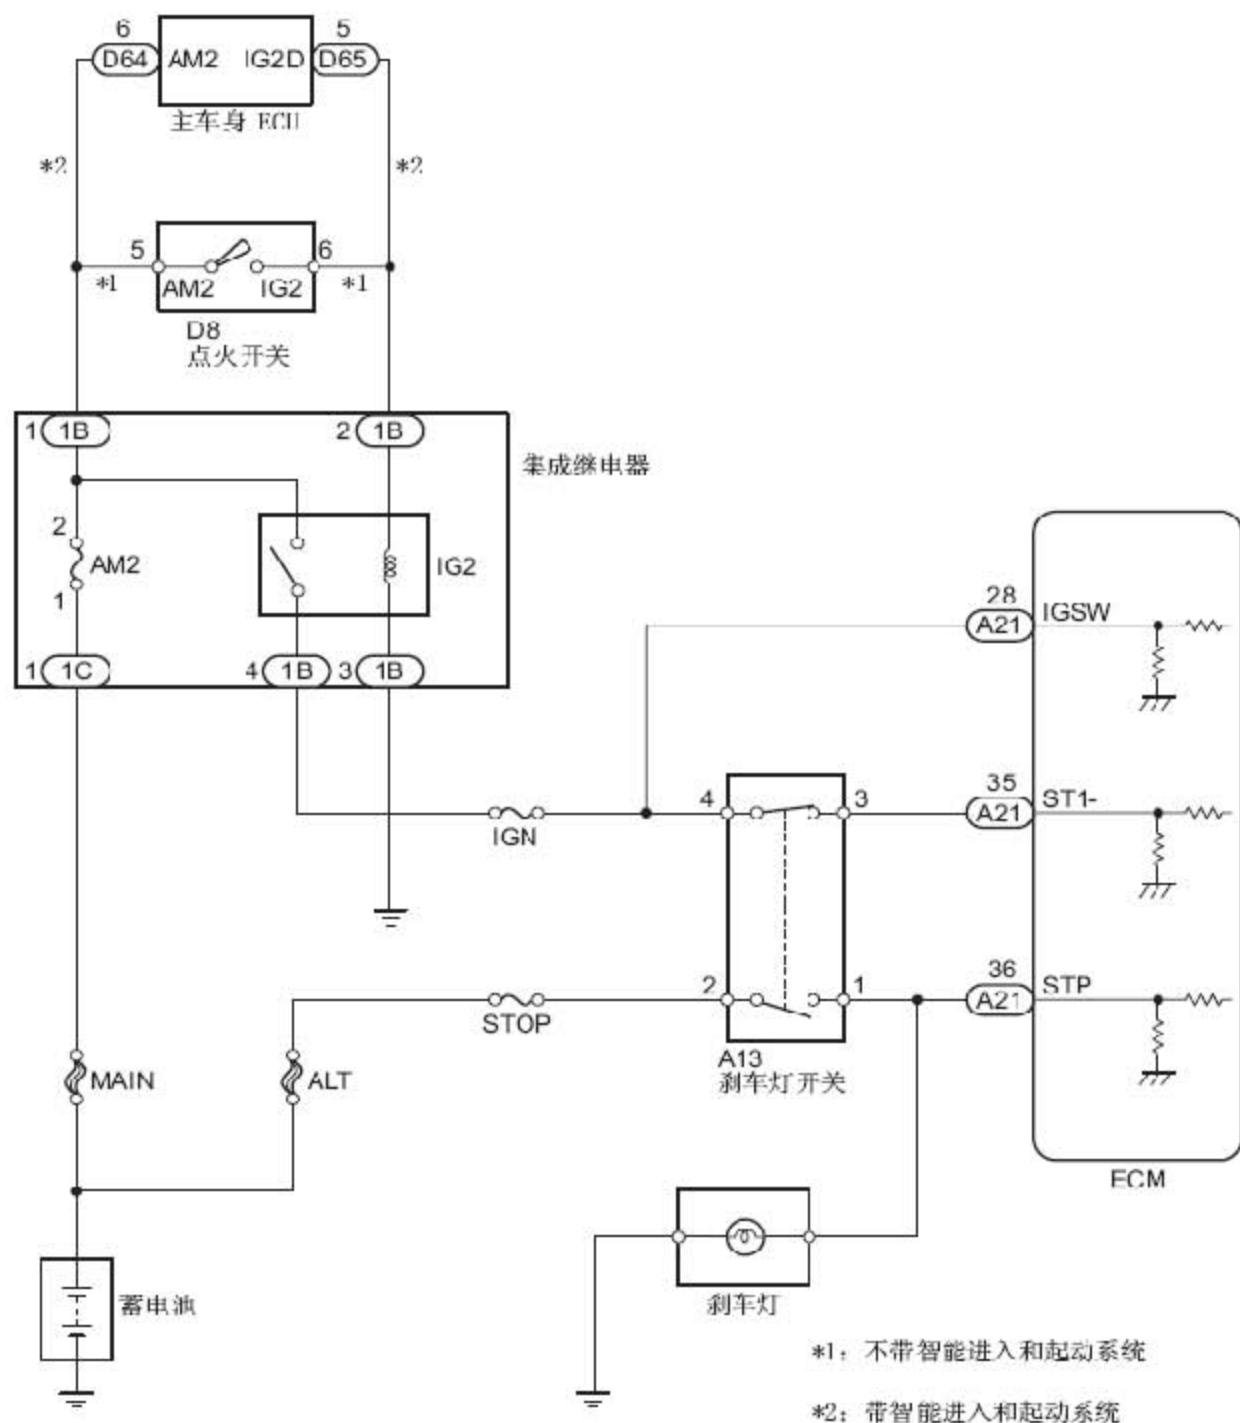 6 5
D64 AM2 IG2D D65
主车身 ECU
*2 *2
5 6
*1 AM2 IG2 *1
D8
点火开关
1 1B 2 1B
集成继电器
2
AM2 IG2
1
1 1C 4 1B 3 1B
28
A21 IGSW
35
4 3 A21 ST1-
IGN
36
2 1 A21 STP
STOP
A13
刹车灯开关
MAIN ALT
ECM
蓄电池
刹车灯
*1: 不带智能进入和起动系统
*2: 带智能进入和起动系统